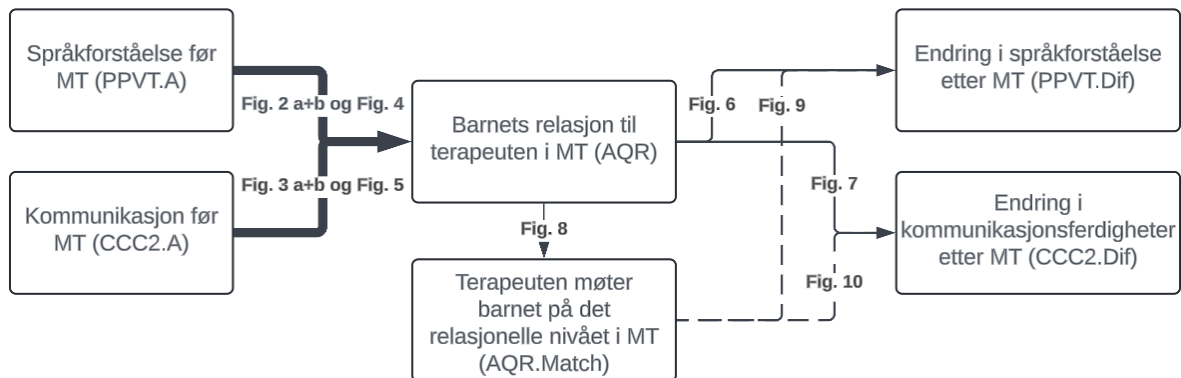 Språkforståelse før
MT (PPVT.A)
Fig. 2 a+b og Fig. 4
Fig. 3 a+b og Fig. 5
Kommunikasjon før
MT (CCC2.A)
Barnets relasjon til
terapeuten i MT (AQR)
Fig. 8
Terapeuten møter
barnet på det
relasjonelle nivået i MT
(AQR.Match)
Fig. 6
Fig. 9
Fig. 7
Fig. 10
Endring i språkforståelse
etter MT (PPVT.Dif)
Endring i
kommunikasjonsferdigheter
etter MT (CCC2.Dif)